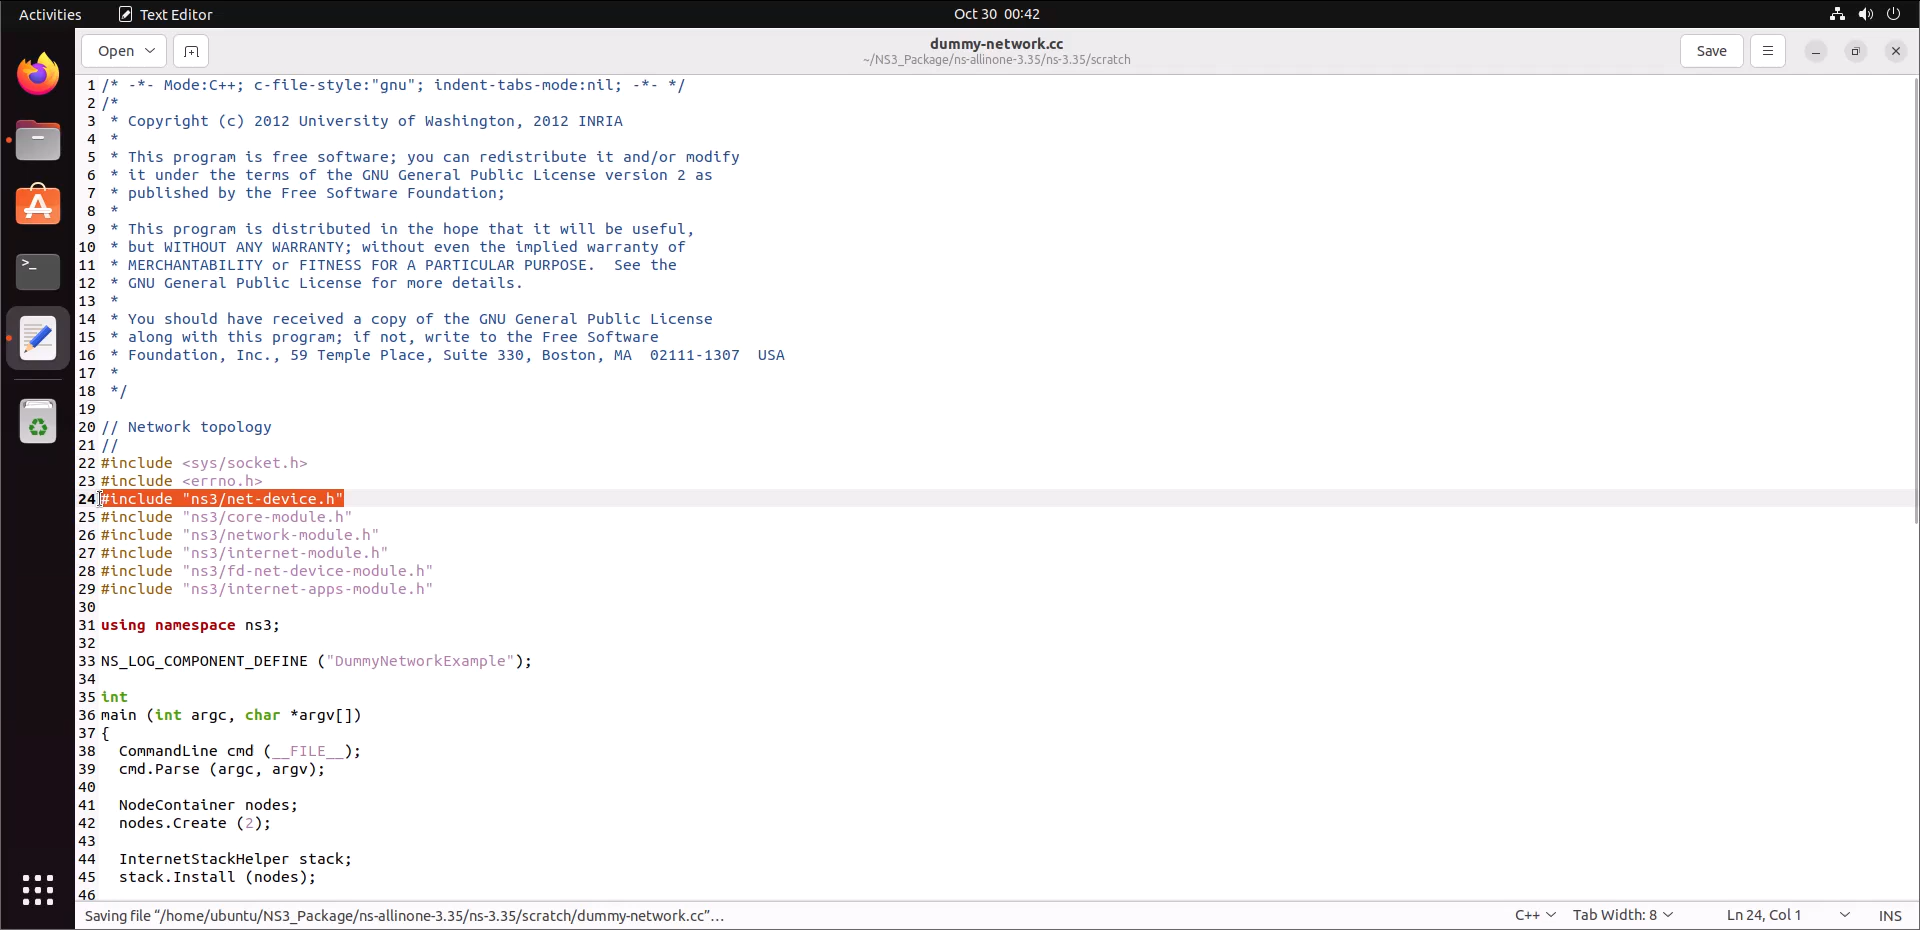 Activities Text Editor Oct 30 00:42
Open dummy-network.cc Save
~/NS3_Package/ns-allinone-3.35/ns-3.35/scratch
1 /* -*- Mode:C++; c-file-style:"gnu"; indent-tabs-mode:nil; -*- */
2 /*
3  * Copyright (c) 2012 University of Washington, 2012 INRIA
4  *
5  * This program is free software; you can redistribute it and/or modify
6  * it under the terms of the GNU General Public License version 2 as
7  * published by the Free Software Foundation;
8  *
9  * This program is distributed in the hope that it will be useful,
10  * but WITHOUT ANY WARRANTY; without even the implied warranty of
11  * MERCHANTABILITY or FITNESS FOR A PARTICULAR PURPOSE.  See the
12  * GNU General Public License for more details.
13  *
14  * You should have received a copy of the GNU General Public License
15  * along with this program; if not, write to the Free Software
16  * Foundation, Inc., 59 Temple Place, Suite 330, Boston, MA  02111-1307  USA
17  *
18  */
19
20 // Network topology
21 //
22 #include <sys/socket.h>
23 #include <errno.h>
24 #include "ns3/net-device.h"
25 #include "ns3/core-module.h"
26 #include "ns3/network-module.h"
27 #include "ns3/internet-module.h"
28 #include "ns3/fd-net-device-module.h"
29 #include "ns3/internet-apps-module.h"
30
31 using namespace ns3;
32
33 NS_LOG_COMPONENT_DEFINE ("DummyNetworkExample");
34
35 int
36 main (int argc, char *argv[])
37 {
38   CommandLine cmd (__FILE__);
39   cmd.Parse (argc, argv);
40
41   NodeContainer nodes;
42   nodes.Create (2);
43
44   InternetStackHelper stack;
45   stack.Install (nodes);
46
Saving file “/home/ubuntu/NS3_Package/ns-allinone-3.35/ns-3.35/scratch/dummy-network.cc”... C++ Tab Width: 8 Ln 24, Col 1 INS